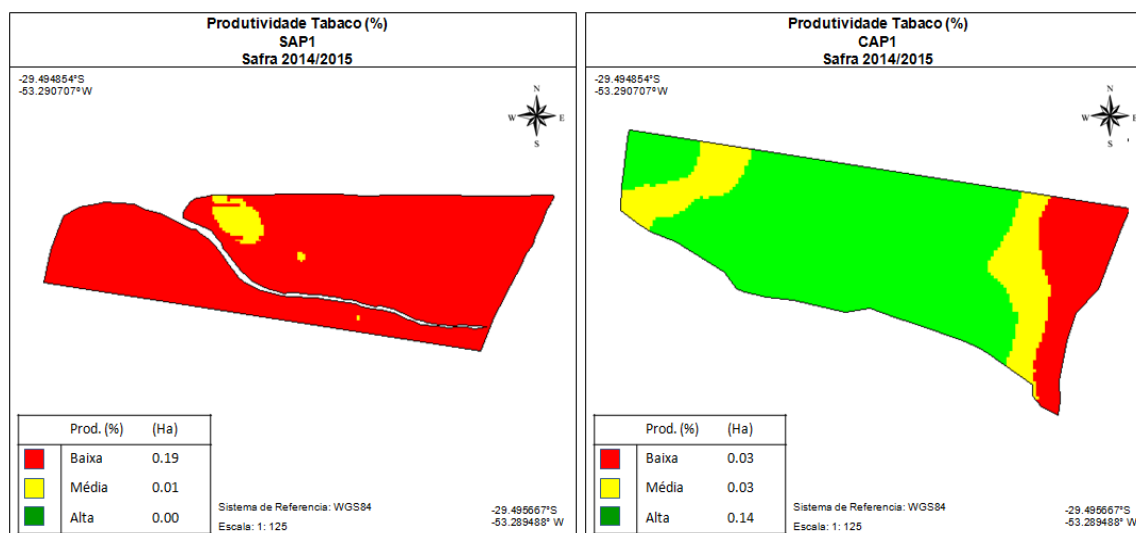 Produtividade Tabaco (%)
SAP1
Safra 2014/2015
-29.494854°S
-53.290707° W
N
W
E
S
Prod. (%) (Ha)
Baixa 0.19
Média 0.01
Alta 0.00
Sistema de Referencia: WGS84
Escala: 1: 125
-29.495667°S
-53.289488° W
Produtividade Tabaco (%)
CAP1
Safra 2014/2015
-29.494854°S
-53.290707° W
N
W
E
S
Prod. (%) (Ha)
Baixa 0.03
Média 0.03
Alta 0.14
Sistema de Referencia: WGS84
Escala: 1: 125
-29.495667°S
-53.289488° W